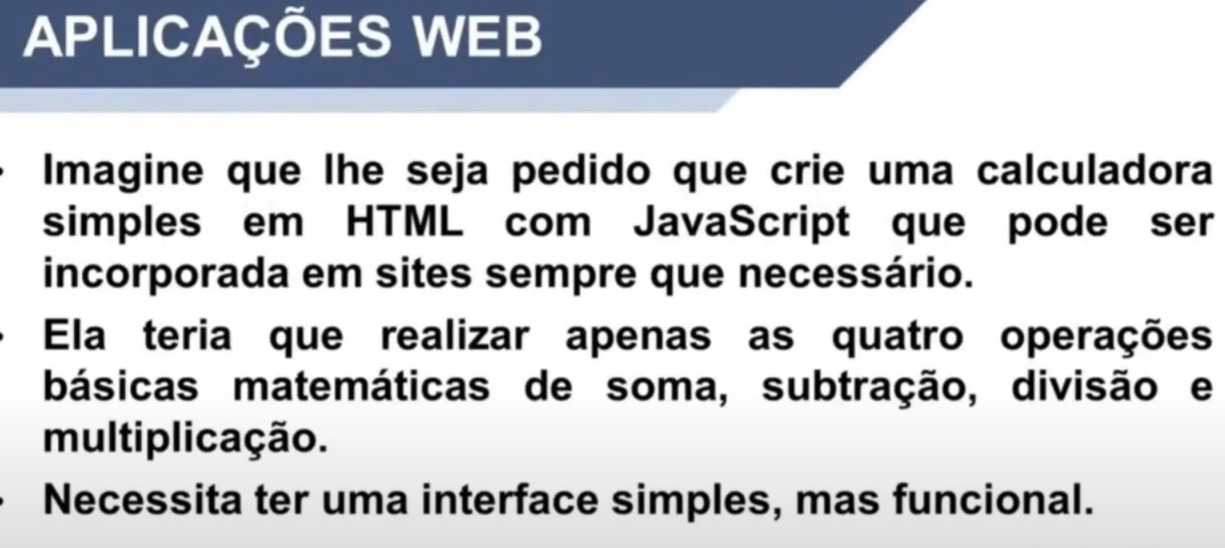 APLICAÇÕES WEB
Imagine que lhe seja pedido que crie uma calculadora
simples em HTML com JavaScript que pode ser
incorporada em sites sempre que necessário.
Ela teria que realizar apenas as quatro operações
básicas matemáticas de soma, subtração, divisão e
multiplicação.
Necessita ter uma interface simples, mas funcional.